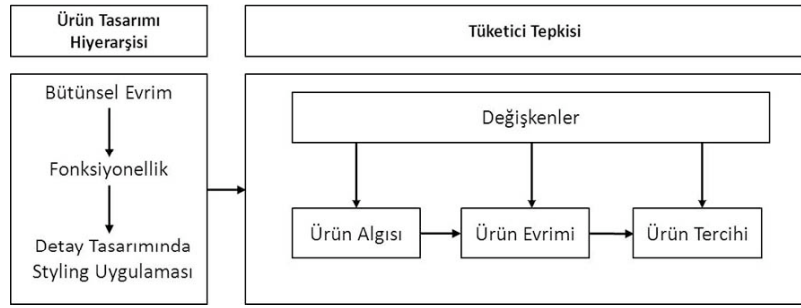 Ürün Tasarımı
Hiyerarşisi
Tüketici Tepkisi
Bütünsel Evrim
Fonksiyonellik
Detay Tasarımında
Styling Uygulaması
Değişkenler
Ürün Algısı
Ürün Evrimi
Ürün Tercihi